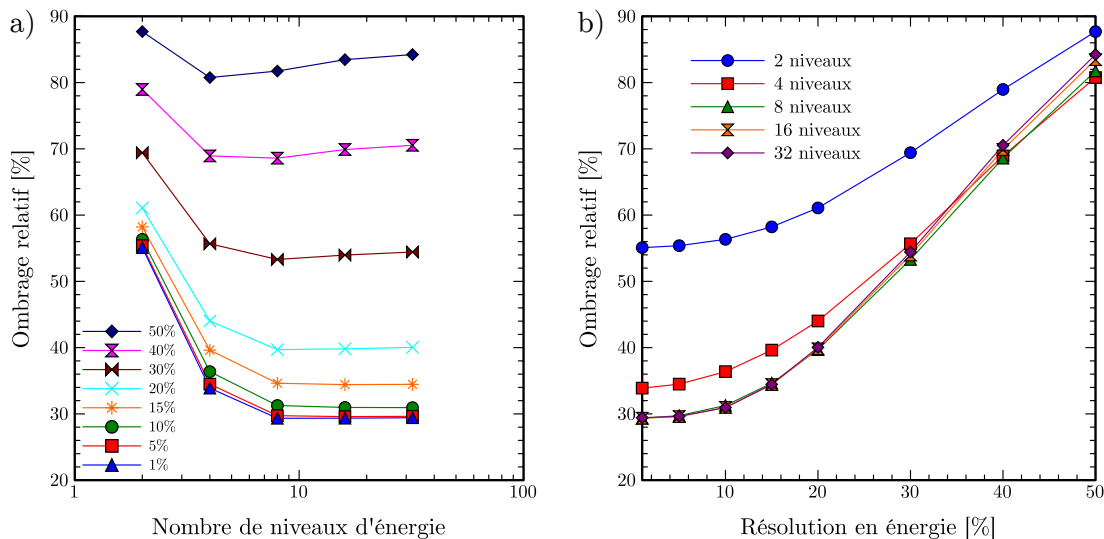 a)
90
80
70
60
50
40
30
20
1
10
100
Ombrage relatif [%]
Nombre de niveaux d'énergie
50%
40%
30%
20%
15%
10%
5%
1%
b)
90
80
70
60
50
40
30
20
10
20
30
40
50
Ombrage relatif [%]
Résolution en énergie [%]
2 niveaux
4 niveaux
8 niveaux
16 niveaux
32 niveaux